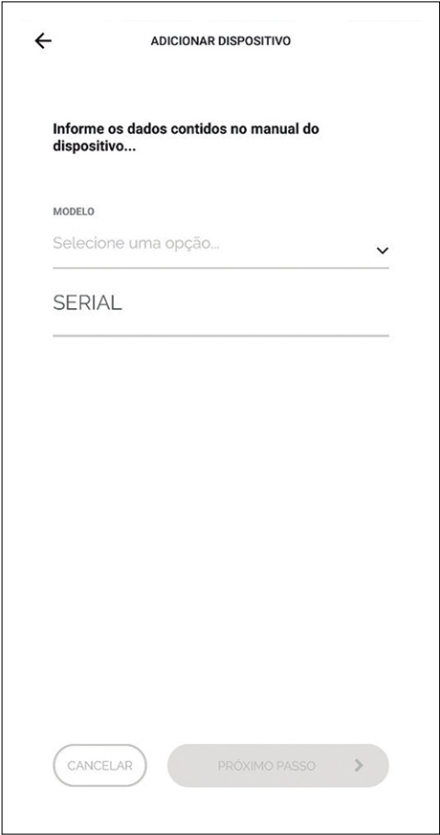 ADICIONAR DISPOSITIVO
Informe os dados contidos no manual do
dispositivo...
MODELO
Selecione uma opção...
SERIAL
CANCELAR
PRÓXIMO PASSO